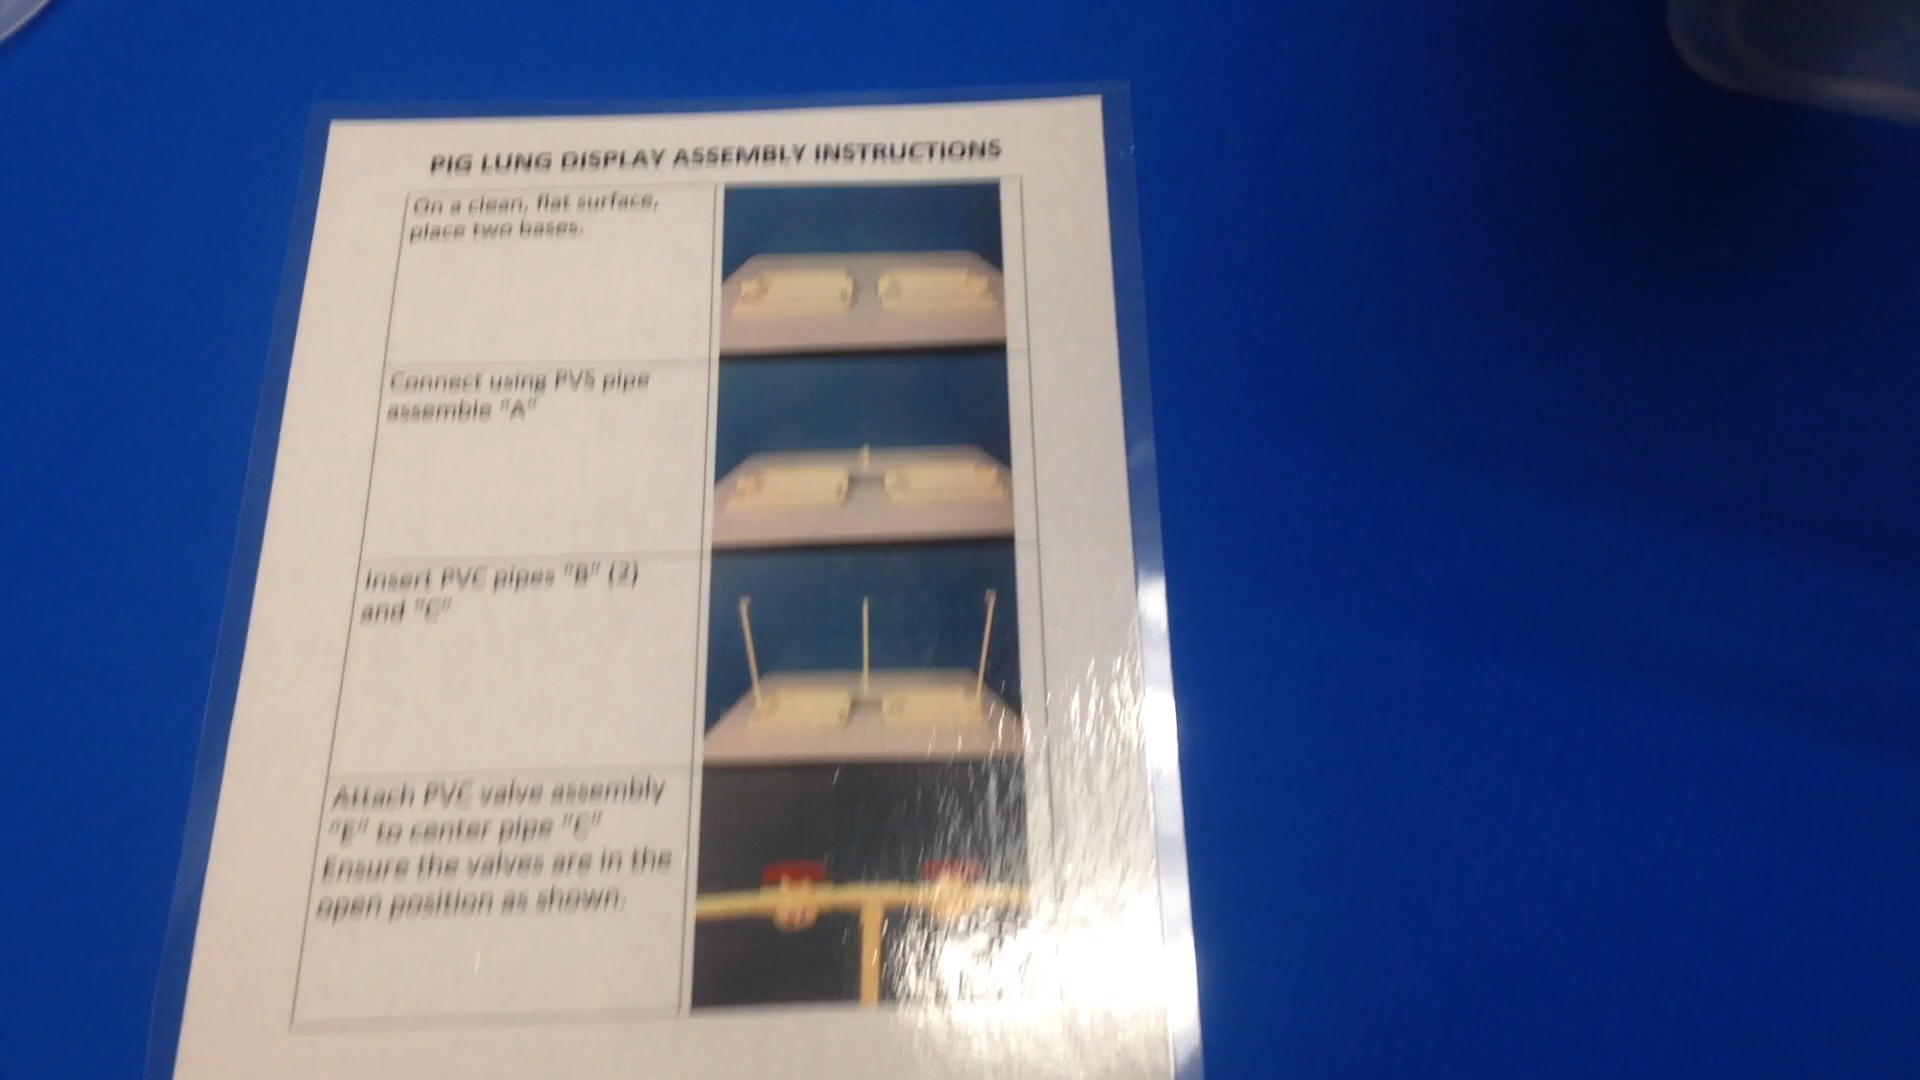 PIG LUNG DISPLAY ASSEMBLY INSTRUCTIONS
On a clean, flat surface,
place two bases.
Connect using PVS pipe
assemble "A"
Insert PVC pipes "B" (2)
and "C"
Attach PVC valve assembly
"E" to center pipe "C"
Ensure the valves are in the
open position as shown.